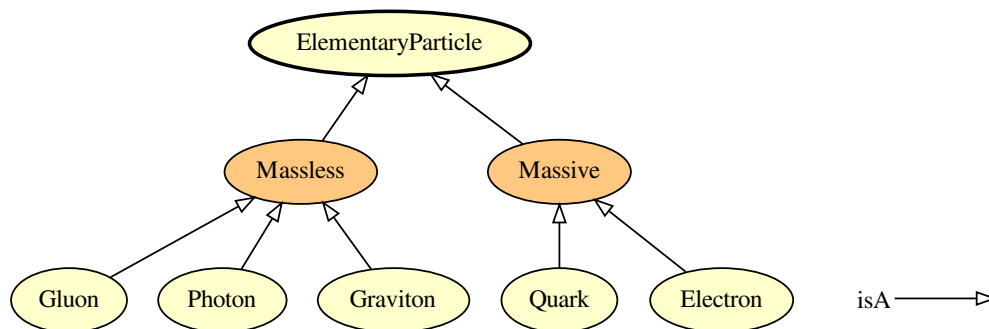 ElementaryParticle
Massless
Massive
Gluon
Photon
Graviton
Quark
Electron
isA